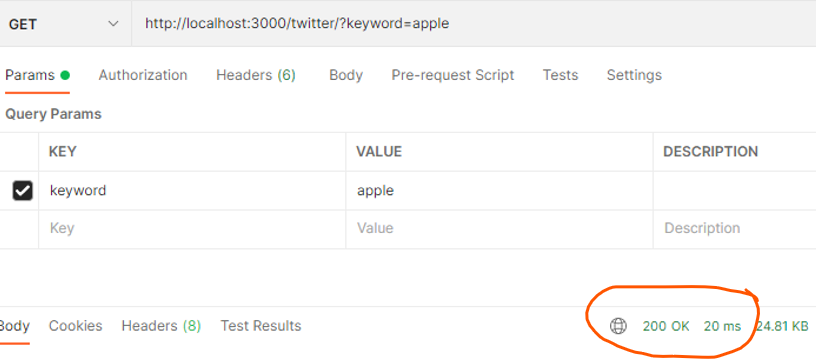 GET http://localhost:3000/twitter/?keyword=apple
Params Authorization Headers (6) Body Pre-request Script Tests Settings
Query Params
KEY VALUE DESCRIPTION
keyword apple
Key Value Description
Body Cookies Headers (8) Test Results 200 OK 20 ms 24.81 KB